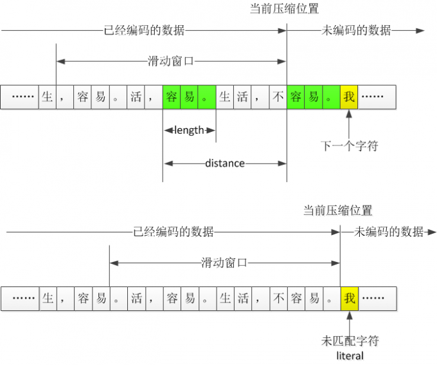 当前压缩位置
已经编码的数据
未编码的数据
滑动窗口
……生，容易。活，容易。生活，不容易。我……
length
下一个字符
distance
当前压缩位置
已经编码的数据
未编码的数据
滑动窗口
……生，容易。活，容易。生活，不容易。我……
未匹配字符
literal